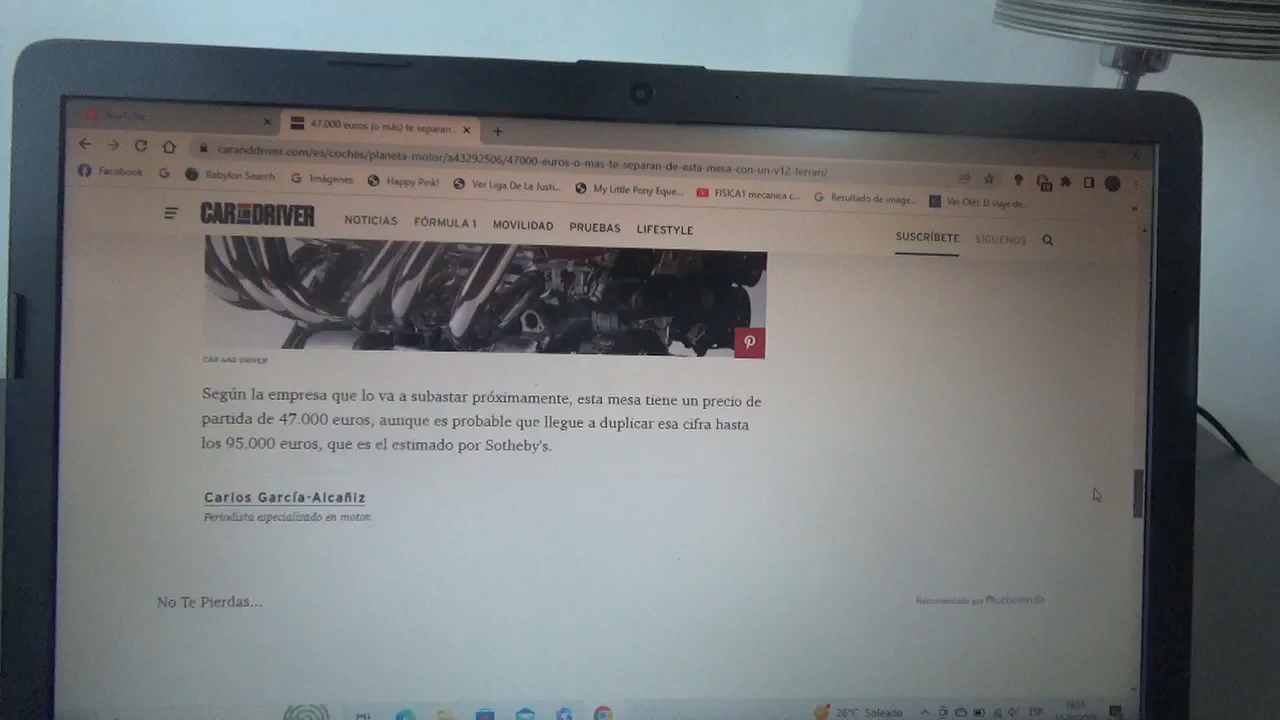 YouTube
47.000 euros (o más) te separan
caranddriver.com/es/coches/planeta-motor/a43292506/47000-euros-o-mas-te-separan-de-esta-mesa-con-un-v12-ferrari/
Facebook G Babylon Search Imágenes Happy Pink! Ver Liga De La Justi... My Little Pony Eque... FISICA1 mecanica c... Resultado de image... Ver Olé! El viaje de...
CAR AND DRIVER NOTICIAS FÓRMULA 1 MOVILIDAD PRUEBAS LIFESTYLE SUSCRÍBETE SÍGUENOS
CAR AND DRIVER
Según la empresa que lo va a subastar próximamente, esta mesa tiene un precio de
partida de 47.000 euros, aunque es probable que llegue a duplicar esa cifra hasta
los 95.000 euros, que es el estimado por Sotheby's.
Carlos García-Alcañiz
Periodista especializado en motor.
No Te Pierdas...
Recomendado por Outbrain
26°C Soleado ESP